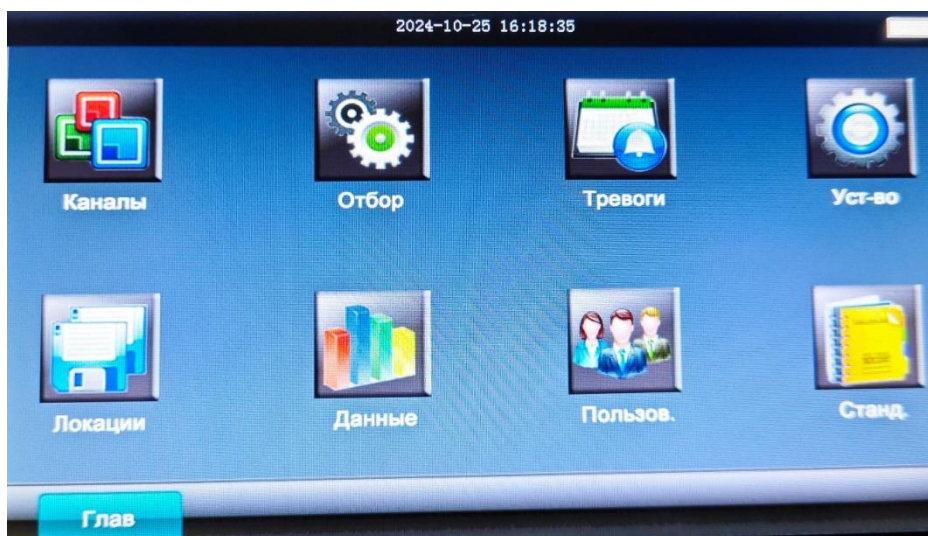 2024-10-25 16:18:35
Каналы
Отбор
Тревоги
Уст-во
Локации
Данные
Пользов.
Станд.
Глав